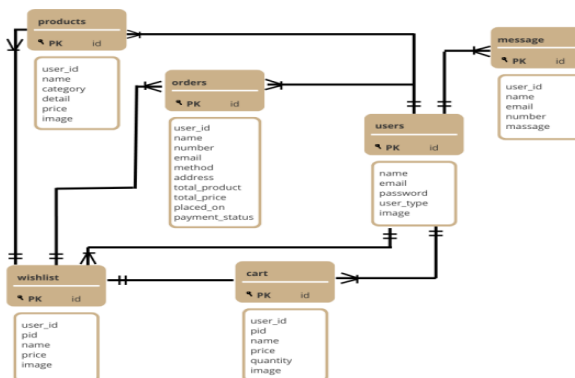 products
PK id
user_id
name
category
detail
price
image
orders
PK id
user_id
name
number
email
method
address
total_product
total_price
placed_on
payment_status
message
PK id
user_id
name
email
number
massage
users
PK id
name
email
password
user_type
image
wishlist
PK id
user_id
pid
name
price
image
cart
PK id
user_id
pid
name
price
quantity
image